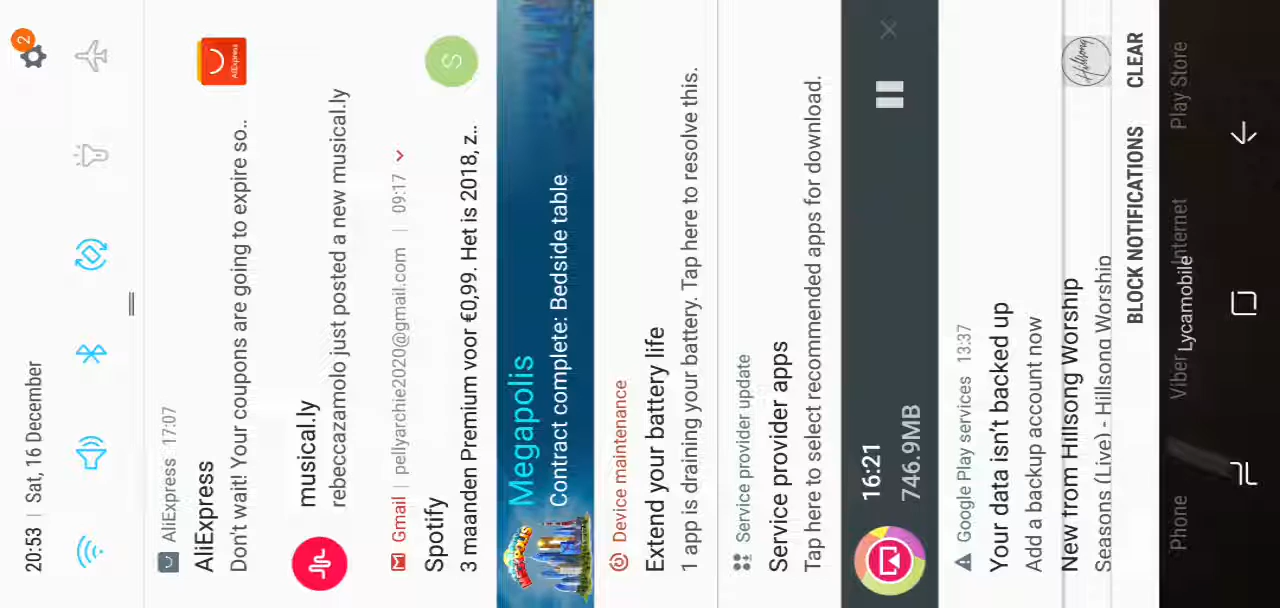 20:53 | Sat, 16 December
2
AliExpress 17:07
AliExpress
Don't wait! Your coupons are going to expire so..
AliExpress
musical.ly
rebeccazamolo just posted a new musical.ly
Gmail | pellyarchie2020@gmail.com | 09:17
Spotify
3 maanden Premium voor €0,99. Het is 2018, z..
S
Megapolis
Contract complete: Bedside table
MEGAPOLIS
Device maintenance
Extend your battery life
1 app is draining your battery. Tap here to resolve this.
Service provider update
Service provider apps
Tap here to select recommended apps for download.
16:21
746.9MB
Google Play services 13:37
Your data isn't backed up
Add a backup account now
New from Hillsong Worship
Seasons (Live) - Hillsong Worship
Hillsong
BLOCK NOTIFICATIONS CLEAR
Lycamobile
Phone Viber Internet Play Store